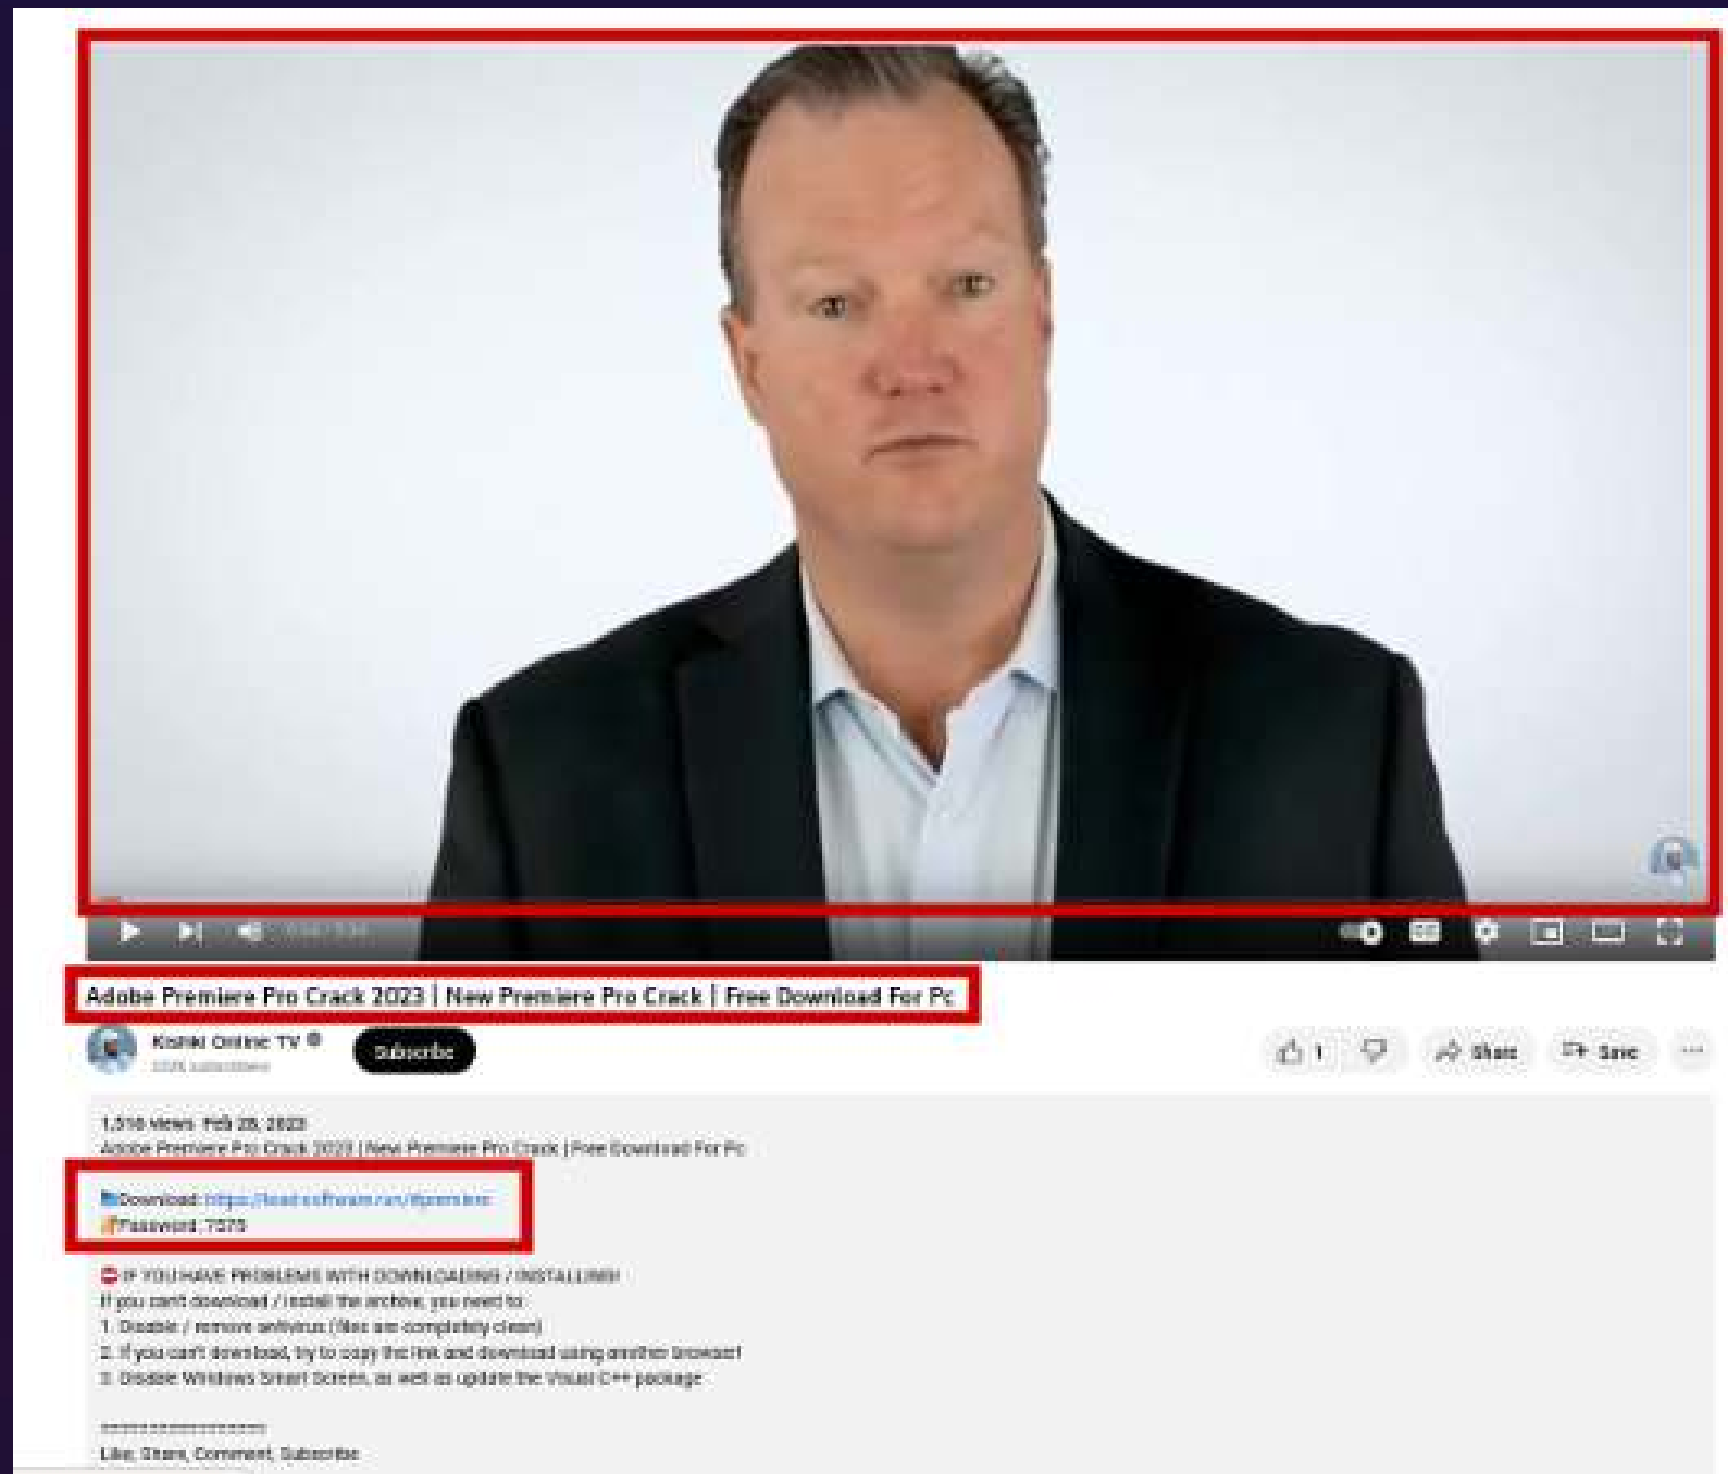 Adobe Premiere Pro Crack 2023 | New Premiere Pro Crack | Free Download For Pc
Online TV
Subscribe
1
Share
Save
views Feb 2023
Adobe Premiere Pro Crack 2023 | New Premiere Pro Crack | Free Download For Pc
Download:
Password:
IF YOU HAVE PROBLEMS WITH DOWNLOADING / INSTALLING!
If you can't download / install the archive, you need to
1. Disable / remove antivirus (files are completely clean)
2. If you can't download, try to copy the link and download using another browser!
3. Disable Windows Smart Screen, as well as update the Visual C++ package
Like, Share, Comment, Subscribe